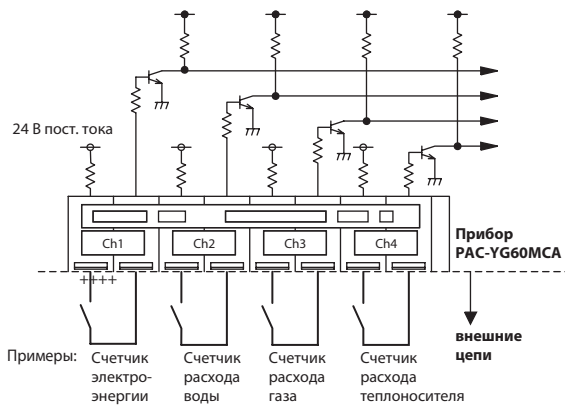 24 В пост. тока
Ch1 Ch2 Ch3 Ch4
Прибор
PAC-YG60MCA
++++
внешние
цепи
Примеры: Счетчик Счетчик Счетчик Счетчик
электро- расхода расхода расхода
энергии воды газа теплоносителя